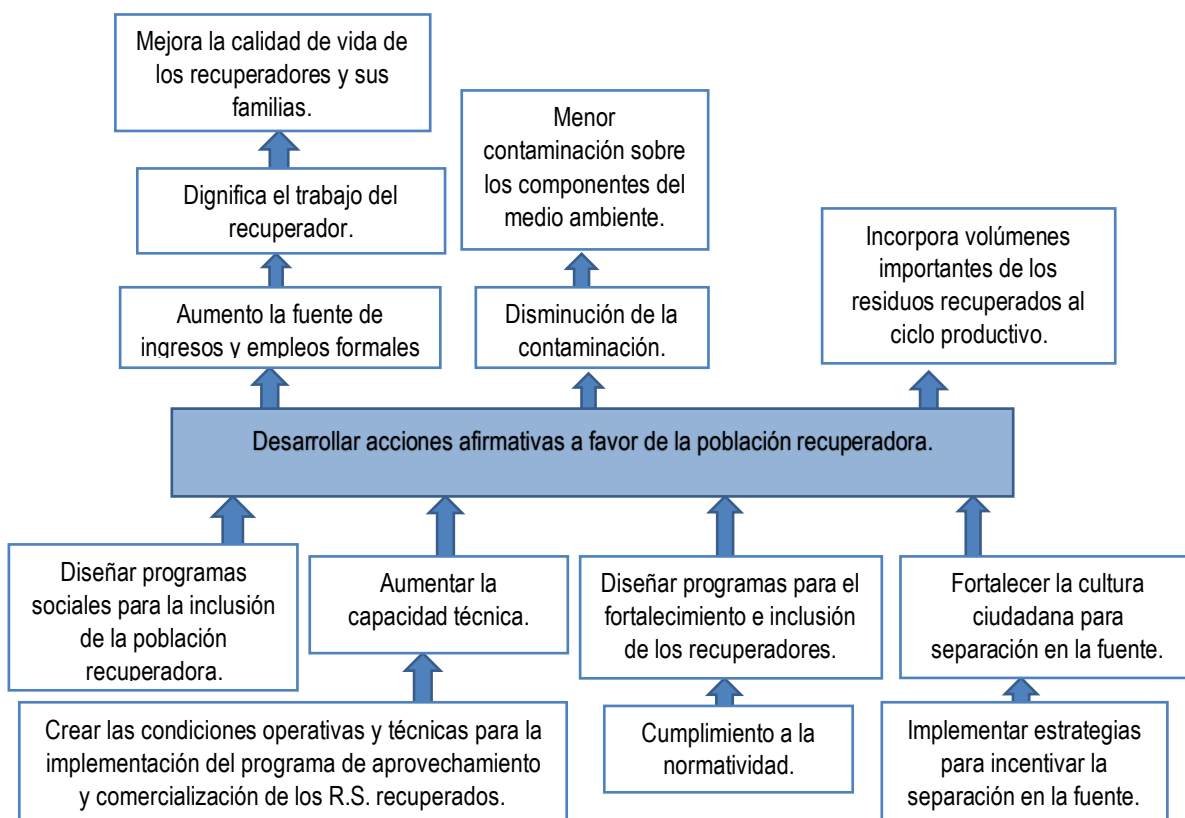 Mejora la calidad de vida de
los recuperadores y sus
familias.
Menor
contaminación sobre
los componentes del
medio ambiente.
Dignifica el trabajo del
recuperador.
Incorpora volúmenes
importantes de los
residuos recuperados al
ciclo productivo.
Aumento la fuente de
ingresos y empleos formales
Disminución de la
contaminación.
Desarrollar acciones afirmativas a favor de la población recuperadora.
Diseñar programas
sociales para la inclusión
de la población
recuperadora.
Aumentar la
capacidad técnica.
Diseñar programas para el
fortalecimiento e inclusión
de los recuperadores.
Fortalecer la cultura
ciudadana para
separación en la fuente.
Crear las condiciones operativas y técnicas para la
implementación del programa de aprovechamiento
y comercialización de los R.S. recuperados.
Cumplimiento a la
normatividad.
Implementar estrategias
para incentivar la
separación en la fuente.